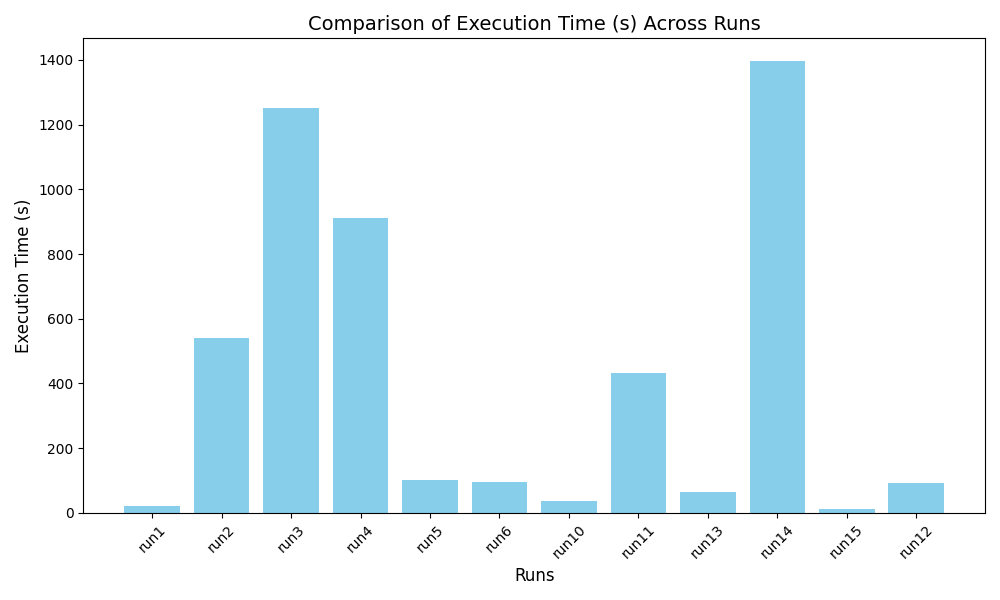 Comparison of Execution Time (s) Across Runs
Execution Time (s)
1400
1200
1000
800
600
400
200
0
run1
run2
run3
run4
run5
run6
run10
run11
run13
run14
run15
run12
Runs